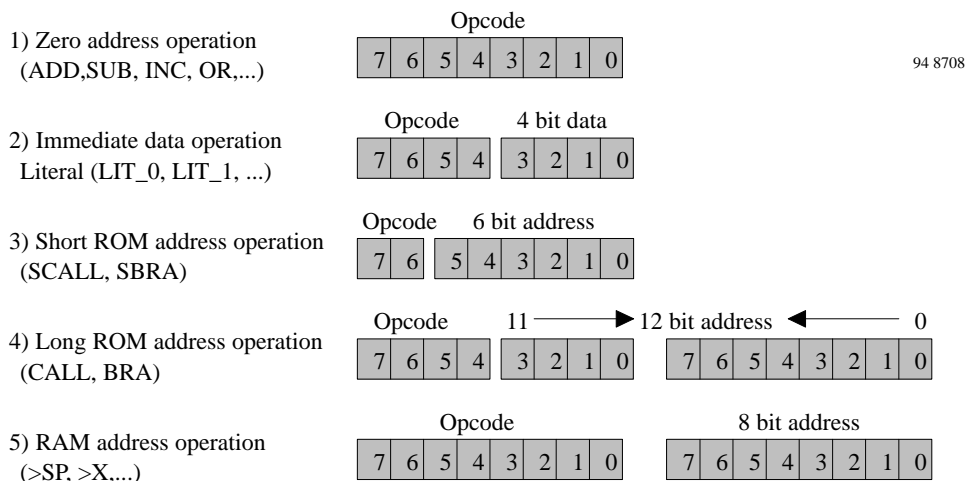 Opcode
1) Zero address operation
(ADD,SUB, INC, OR,...)
7 6 5 4 3 2 1 0
94 8708
Opcode 4 bit data
2) Immediate data operation
Literal (LIT_0, LIT_1, ...)
7 6 5 4 3 2 1 0
Opcode 6 bit address
3) Short ROM address operation
(SCALL, SBRA)
7 6 5 4 3 2 1 0
Opcode 11 12 bit address 0
4) Long ROM address operation
(CALL, BRA)
7 6 5 4 3 2 1 0 7 6 5 4 3 2 1 0
Opcode 8 bit address
5) RAM address operation
(>SP, >X,...)
7 6 5 4 3 2 1 0 7 6 5 4 3 2 1 0